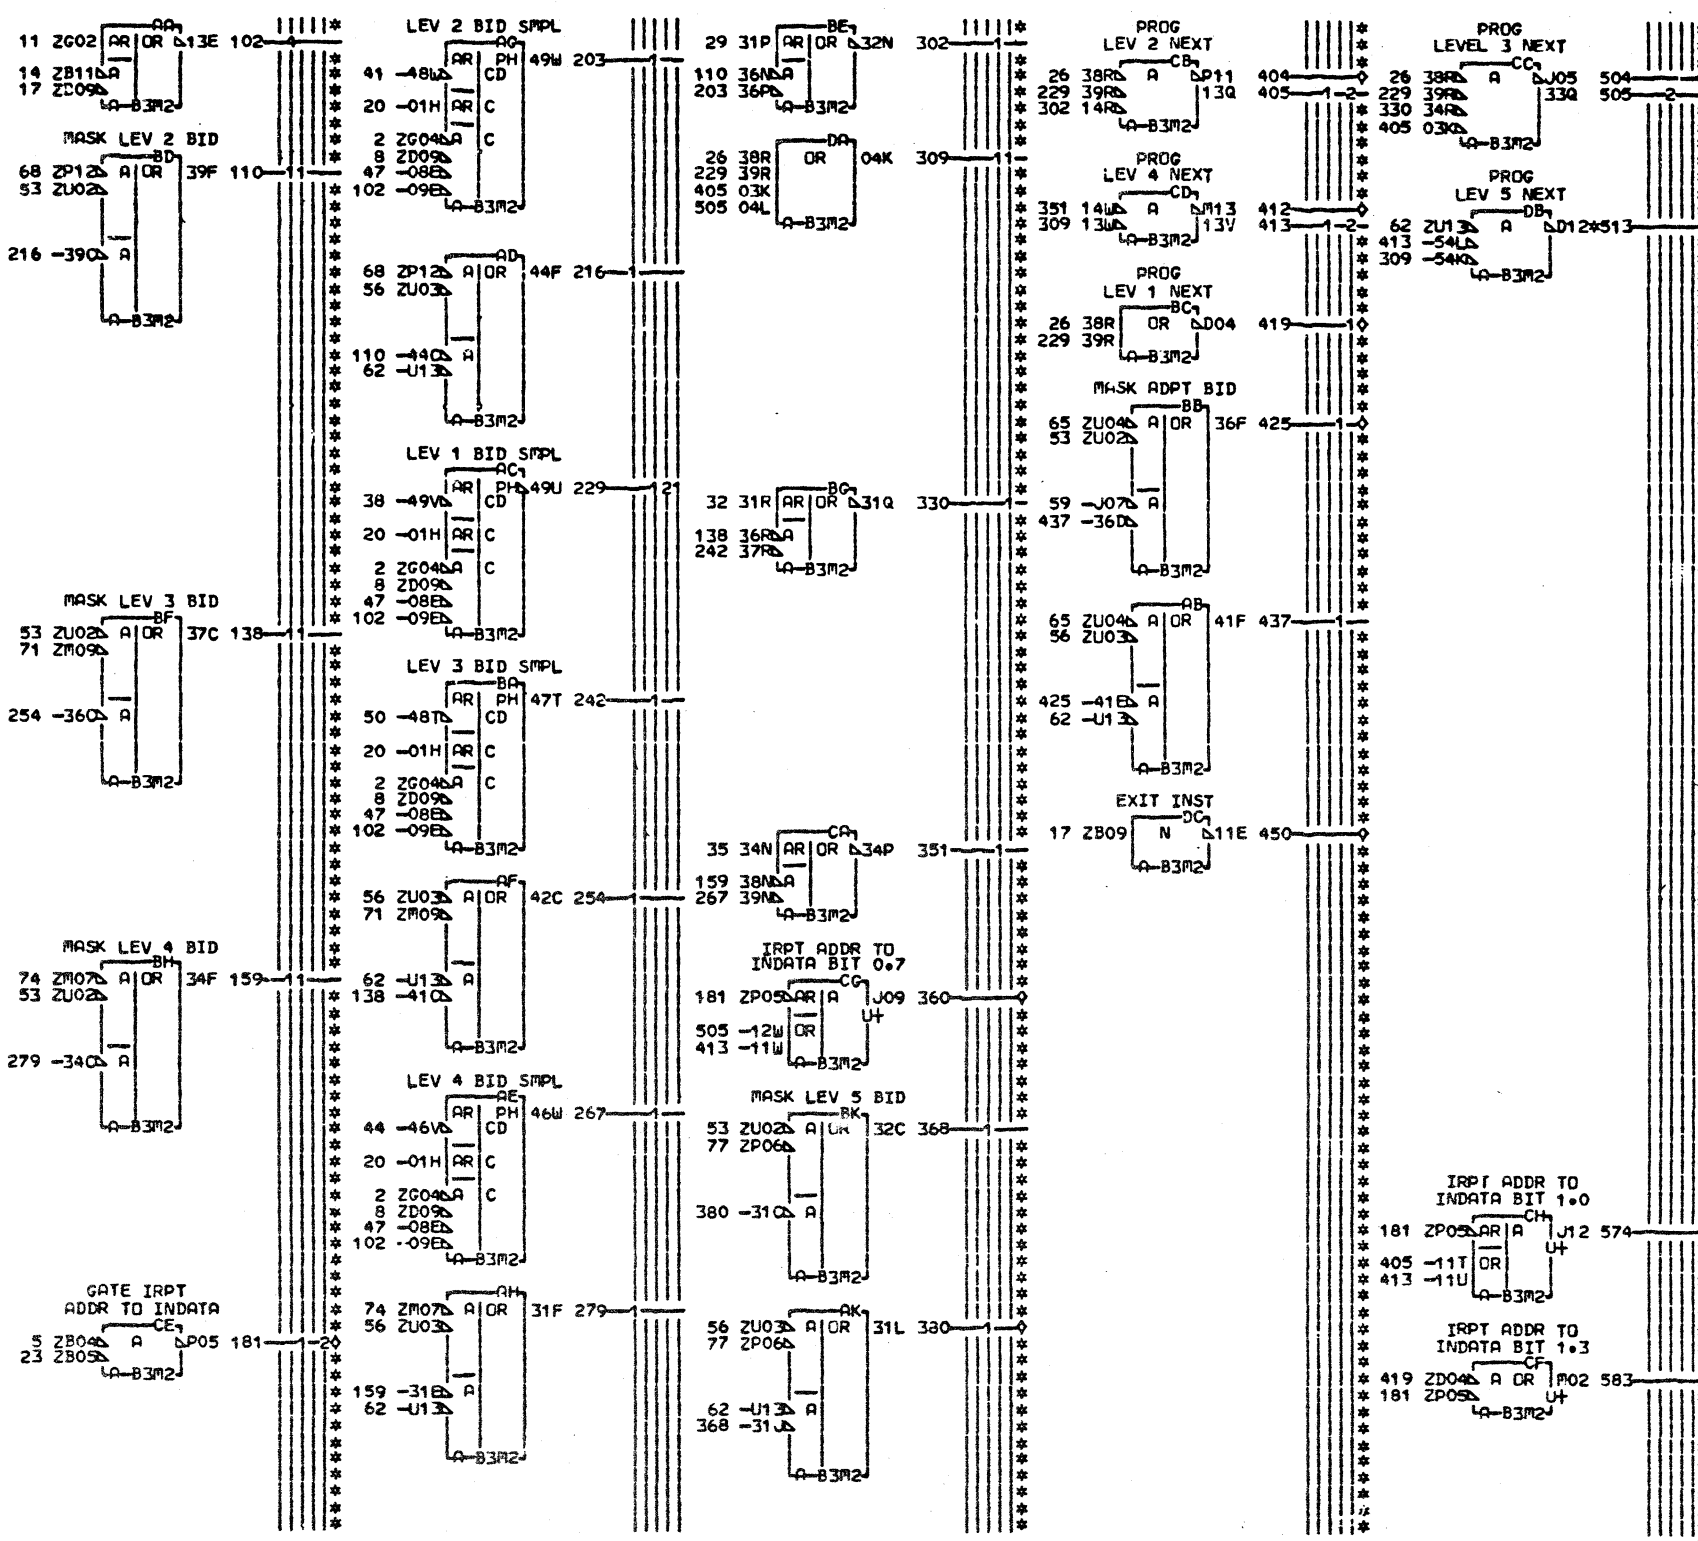 AA
11 ZG02 AR OR 13E 102
14 ZB11 A
17 ZD09
A-B3M2
MASK LEV 2 BID
BD
68 ZP12 A OR 39F 110
53 ZU02
216 -39C A
A-B3M2
MASK LEV 3 BID
BF
53 ZU02 A OR 37C 138
71 ZM09
254 -36C A
A-B3M2
MASK LEV 4 BID
BH
74 ZM07 A OR 34F 159
53 ZU02
279 -34C A
A-B3M2
GATE IRPT
ADDR TO INDATA
CE
5 ZB04 A P05 181
23 ZB05
A-B3M2
LEV 2 BID SMPL
AG
AR PH 49W 203
41 -48W CD
20 -01H AR C
2 ZG04 A C
8 ZD09
47 -08E
102 -09E
A-B3M2
AD
68 ZP12 A OR 44F 216
56 ZU03
110 -44C A
62 -U13
A-B3M2
LEV 1 BID SMPL
AC
AR PH 49U 229
38 -49V CD
20 -01H AR C
2 ZG04 A C
8 ZD09
47 -08E
102 -09E
A-B3M2
LEV 3 BID SMPL
BA
AR PH 47T 242
50 -48T CD
20 -01H AR C
2 ZG04 A C
8 ZD09
47 -08E
102 -09E
A-B3M2
AF
56 ZU03 A OR 42C 254
71 ZM09
62 -U13 A
138 -41C
A-B3M2
LEV 4 BID SMPL
AE
AR PH 46W 267
44 -46V CD
20 -01H AR C
2 ZG04 A C
8 ZD09
47 -08E
102 -09E
A-B3M2
AH
74 ZM07 A OR 31F 279
56 ZU03
159 -31E A
62 -U13
A-B3M2
BE
29 31P AR OR 32N 302
110 36N A
203 36P
A-B3M2
DA
26 38R OR 04K 309
229 39R
405 03K
505 04L
A-B3M2
BG
32 31R AR OR 31Q 330
138 36R A
242 37R
A-B3M2
CA
35 34N AR OR 34P 351
159 38N A
267 39N
A-B3M2
IRPT ADDR TO
INDATA BIT 0.7
CG
181 ZP05 AR A J09 360
U+
505 -12W OR
413 -11W
A-B3M2
MASK LEV 5 BID
BK
53 ZU02 A OR 32C 368
77 ZP06
380 -31C A
A-B3M2
AK
56 ZU03 A OR 31L 380
77 ZP06
62 -U13 A
368 -31J
A-B3M2
PROG
LEV 2 NEXT
CB
26 38R A P11 404
229 39R 13Q 405
302 14R
A-B3M2
PROG
LEV 4 NEXT
CD
351 14W A M13 412
309 13W 13V 413
A-B3M2
PROG
LEV 1 NEXT
BC
26 38R OR D04 419
229 39R
A-B3M2
MASK ADPT BID
BB
65 ZU04 A OR 36F 425
53 ZU02
59 -J07 A
437 -36D
A-B3M2
AB
65 ZU04 A OR 41F 437
56 ZU03
425 -41E A
62 -U13
A-B3M2
EXIT INST
DC
17 ZB09 N 11E 450
A-B3M2
PROG
LEVEL 3 NEXT
CC
26 38R A J05 504
229 39R 33Q 505
330 34R
405 03K
A-B3M2
PROG
LEV 5 NEXT
DB
62 ZU13 A D12*513
413 -54L
309 -54K
A-B3M2
IRPT ADDR TO
INDATA BIT 1.0
CH
181 ZP05 AR A J12 574
U+
405 -11T OR
413 -11U
A-B3M2
IRPT ADDR TO
INDATA BIT 1.3
CF
419 ZD04 A OR M02 583
181 ZP05 U+
A-B3M2